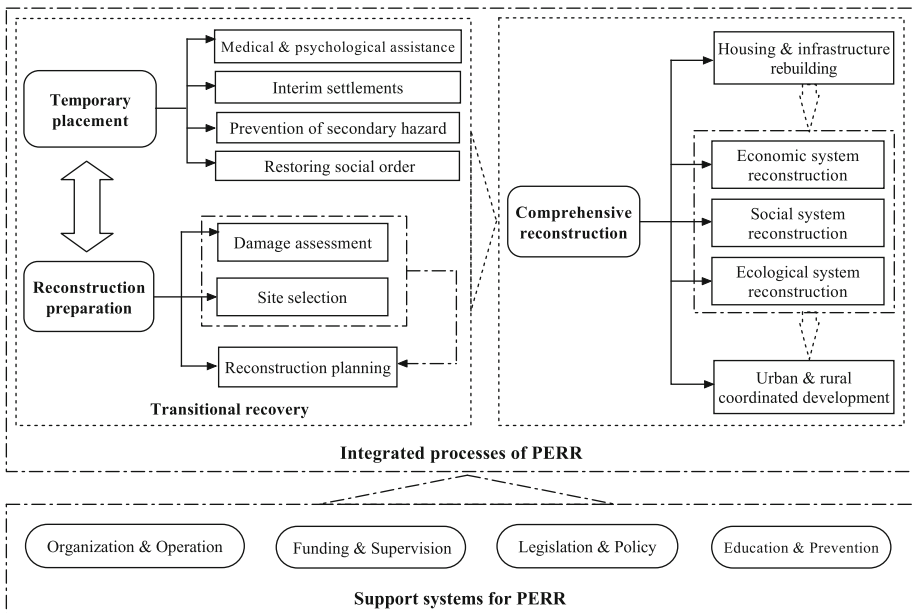 Medical & psychological assistance
Temporary
placement
Interim settlements
Prevention of secondary hazard
Restoring social order
Reconstruction
preparation
Damage assessment
Site selection
Reconstruction planning
Transitional recovery
Comprehensive
reconstruction
Housing & infrastructure
rebuilding
Economic system
reconstruction
Social system
reconstruction
Ecological system
reconstruction
Urban & rural
coordinated development
Integrated processes of PERR
Organization & Operation
Funding & Supervision
Legislation & Policy
Education & Prevention
Support systems for PERR